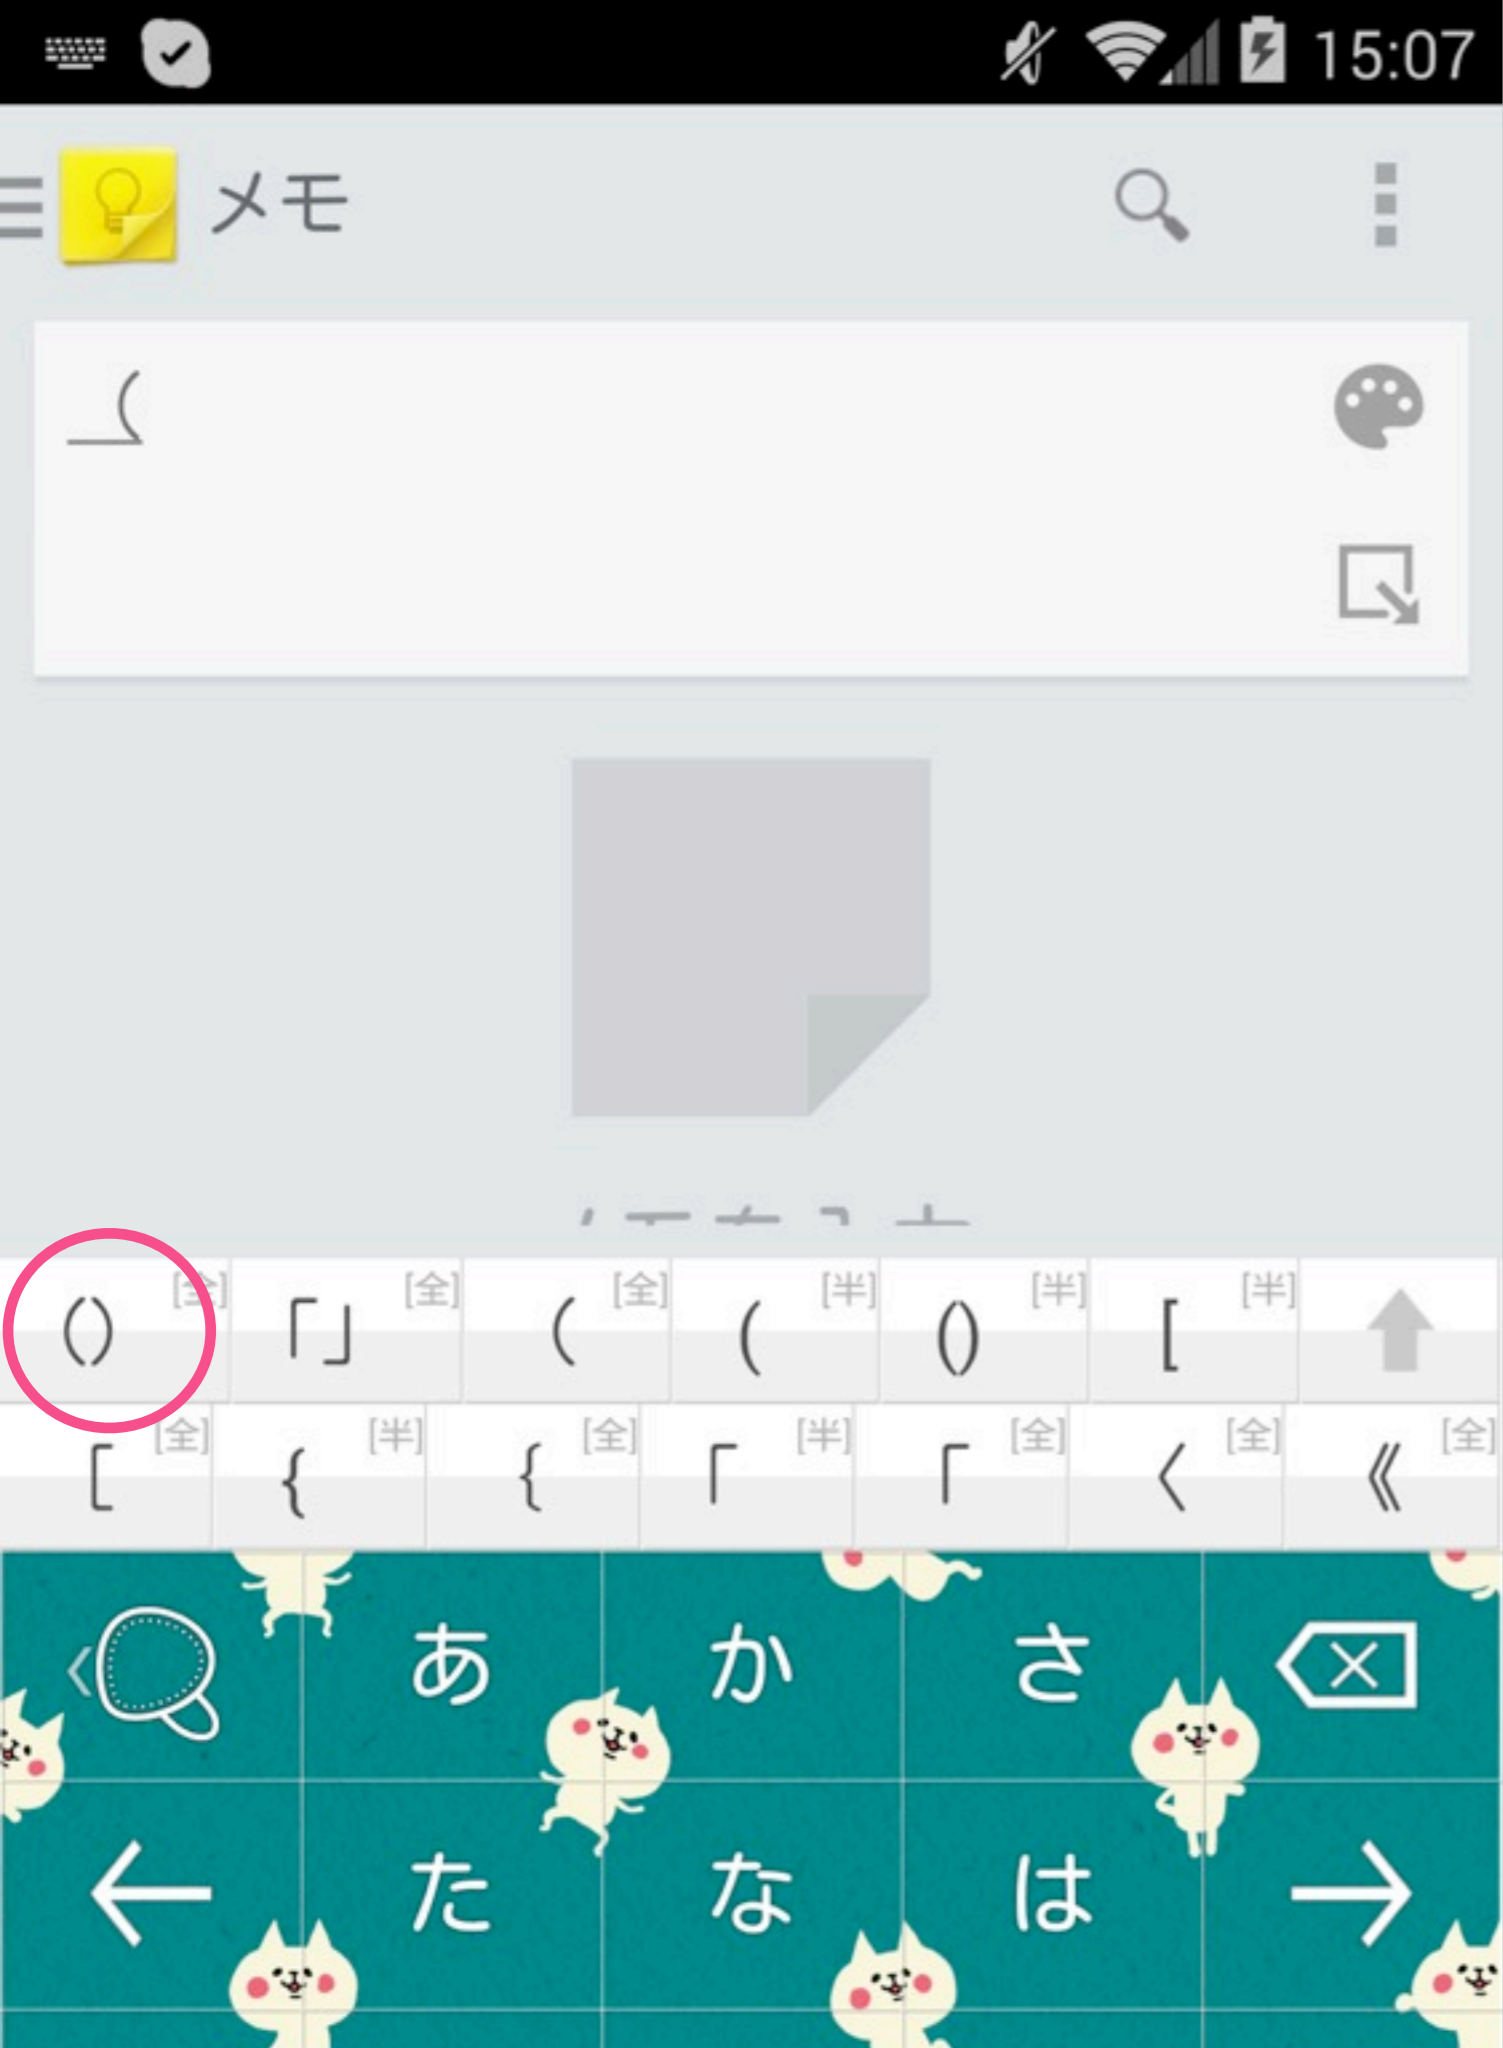 15:07
メモ
（
（） [全] 「」 [全] （ [全] ( [半] () [半] [ [半]
［ [全] { [半] ｛ [全] ｢ [半] 「 [全] 〈 [全] 《 [全]
あ か さ
た な は